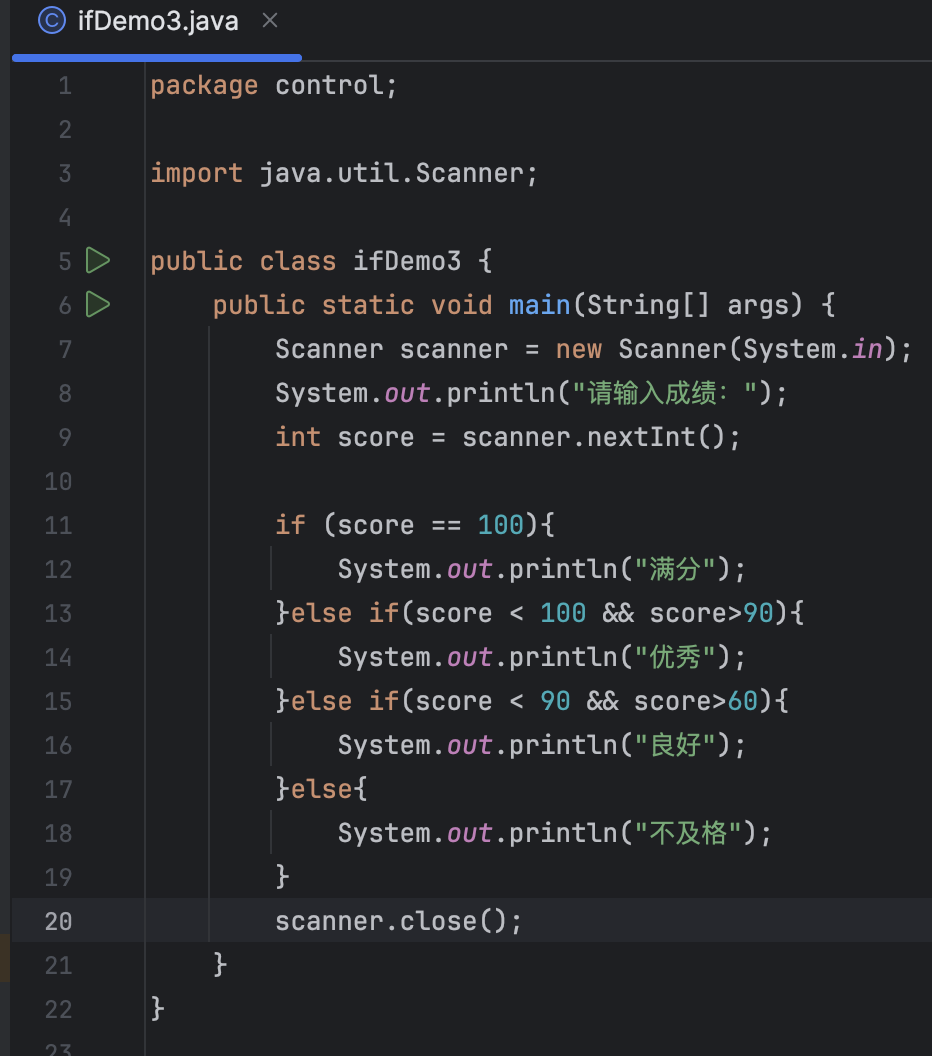 ifDemo3.java
1 package control;
2
3 import java.util.Scanner;
4
5 public class ifDemo3 {
6     public static void main(String[] args) {
7         Scanner scanner = new Scanner(System.in);
8         System.out.println("请输入成绩：");
9         int score = scanner.nextInt();
10
11         if (score == 100){
12             System.out.println("满分");
13         }else if(score < 100 && score>90){
14             System.out.println("优秀");
15         }else if(score < 90 && score>60){
16             System.out.println("良好");
17         }else{
18             System.out.println("不及格");
19         }
20         scanner.close();
21     }
22 }
23